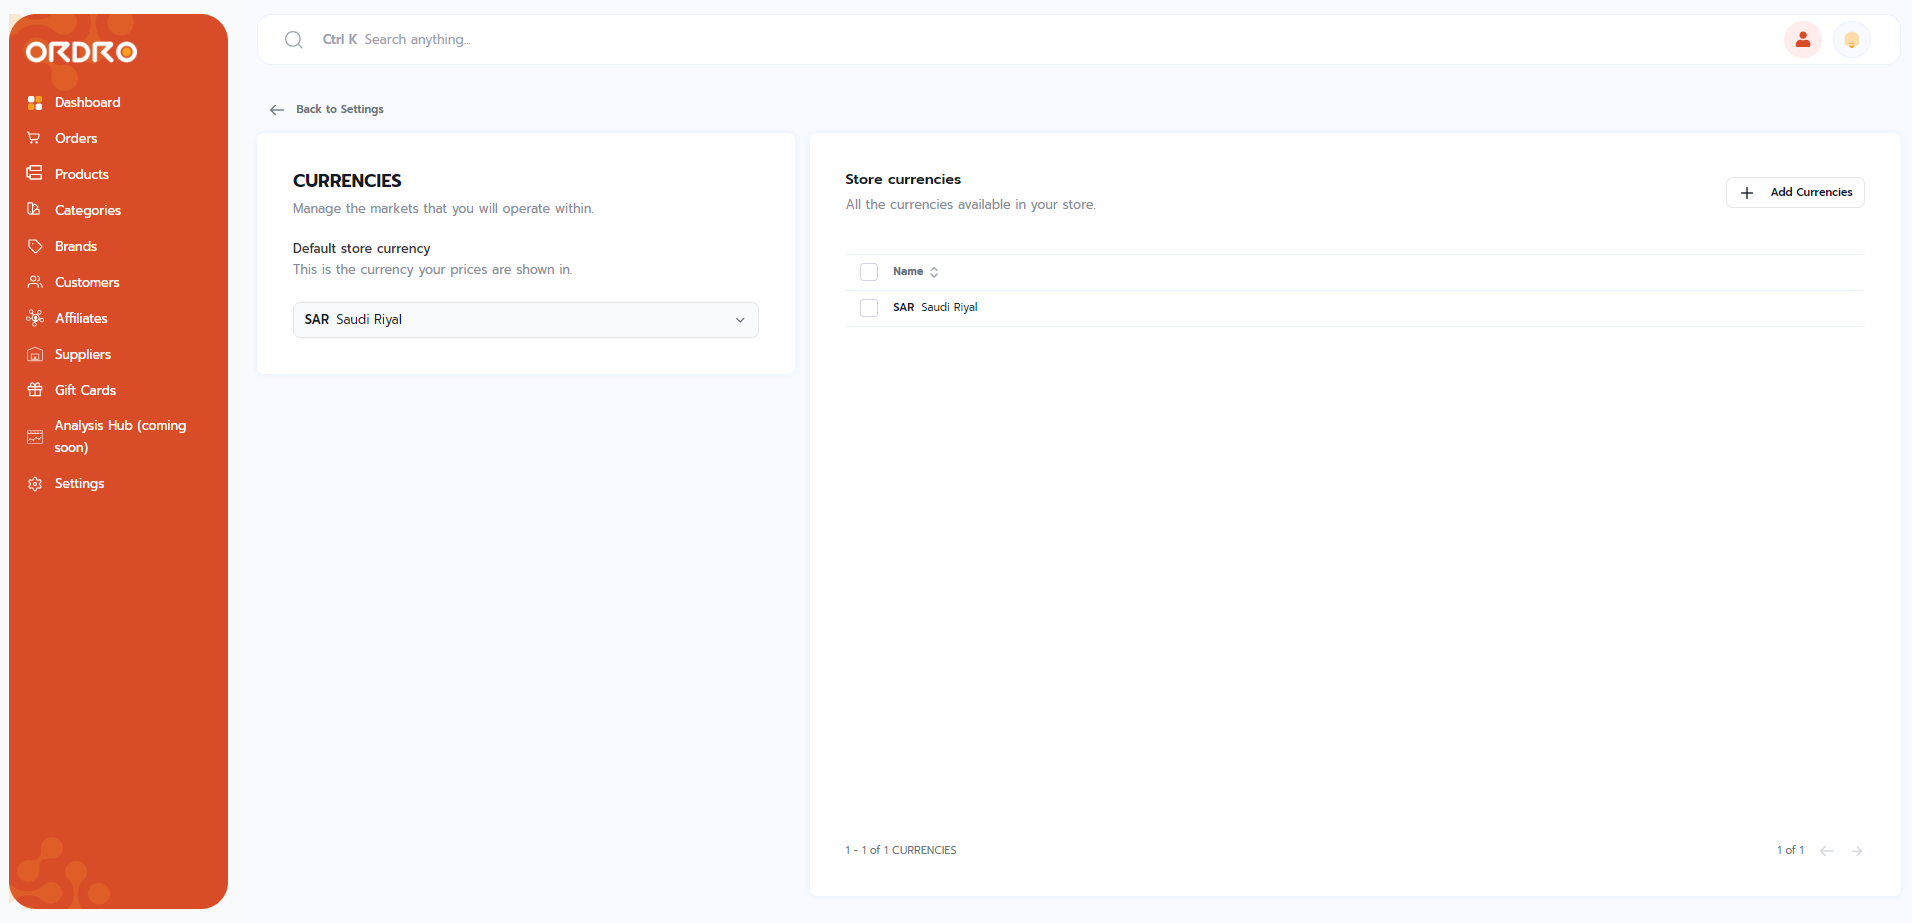 ORDRO
Dashboard
Orders
Products
Categories
Brands
Customers
Affiliates
Suppliers
Gift Cards
Analysis Hub (coming
soon)
Settings
Ctrl K Search anything...
Back to Settings
CURRENCIES
Manage the markets that you will operate within.
Default store currency
This is the currency your prices are shown in.
SAR Saudi Riyal
Store currencies
All the currencies available in your store.
Add Currencies
Name
SAR Saudi Riyal
1 - 1 of 1 CURRENCIES
1 of 1